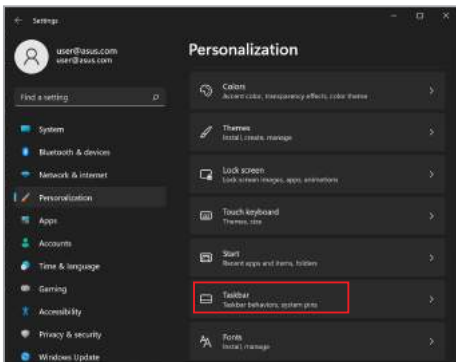 Settings
user@asus.com
user@asus.com
Find a setting
System
Bluetooth & devices
Network & internet
Personalization
Apps
Accounts
Time & language
Gaming
Accessibility
Privacy & security
Windows Update
Personalization
Colors
Accent color, transparency effects, color theme
Themes
Install, create, manage
Lock screen
Lock screen images, apps, animations
Touch keyboard
Themes, size
Start
Recent apps and items, folders
Taskbar
Taskbar behaviors, system pins
Fonts
Install, manage